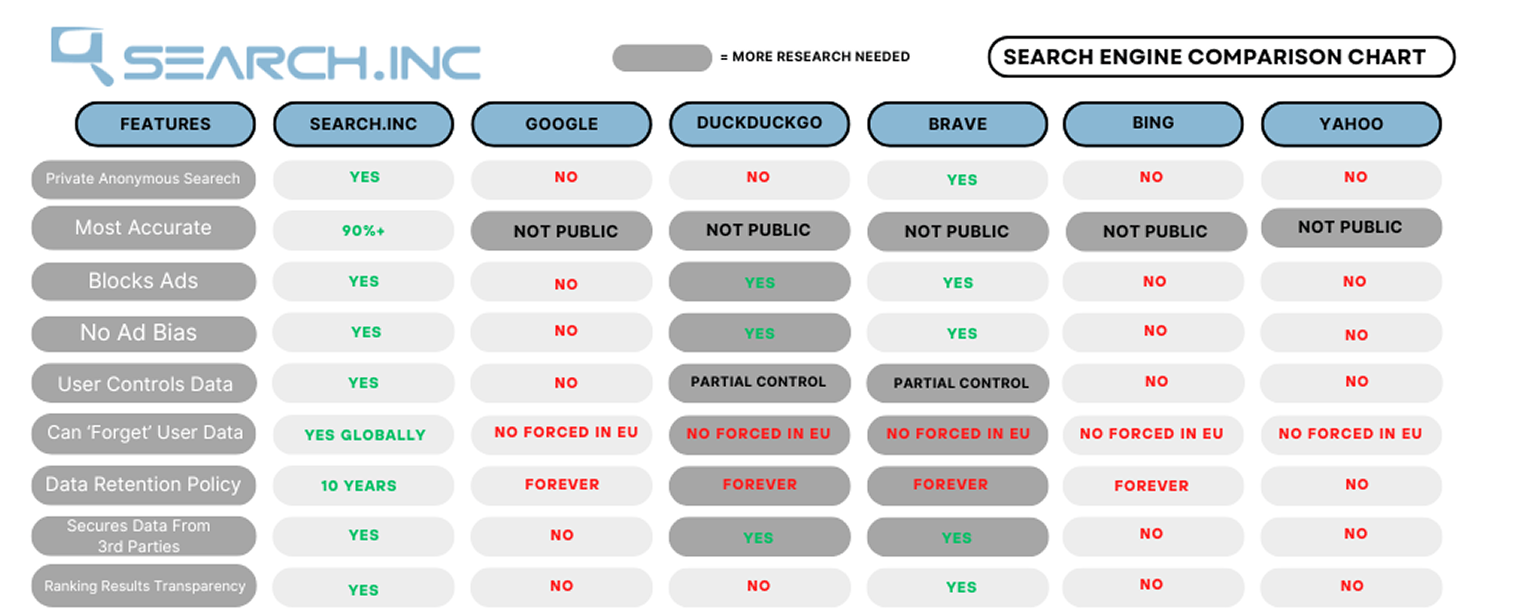 SEARCH.INC
= MORE RESEARCH NEEDED
SEARCH ENGINE COMPARISON CHART
FEATURES SEARCH.INC GOOGLE DUCKDUCKGO BRAVE BING YAHOO
Private Anonymous Searech YES NO NO YES NO NO
Most Accurate 90%+ NOT PUBLIC NOT PUBLIC NOT PUBLIC NOT PUBLIC NOT PUBLIC
Blocks Ads YES NO YES YES NO NO
No Ad Bias YES NO YES YES NO NO
User Controls Data YES NO PARTIAL CONTROL PARTIAL CONTROL NO NO
Can ‘Forget’ User Data YES GLOBALLY NO FORCED IN EU NO FORCED IN EU NO FORCED IN EU NO FORCED IN EU NO FORCED IN EU
Data Retention Policy 10 YEARS FOREVER FOREVER FOREVER FOREVER NO
Secures Data From
3rd Parties YES NO YES YES NO NO
Ranking Results Transparency YES NO NO YES NO NO